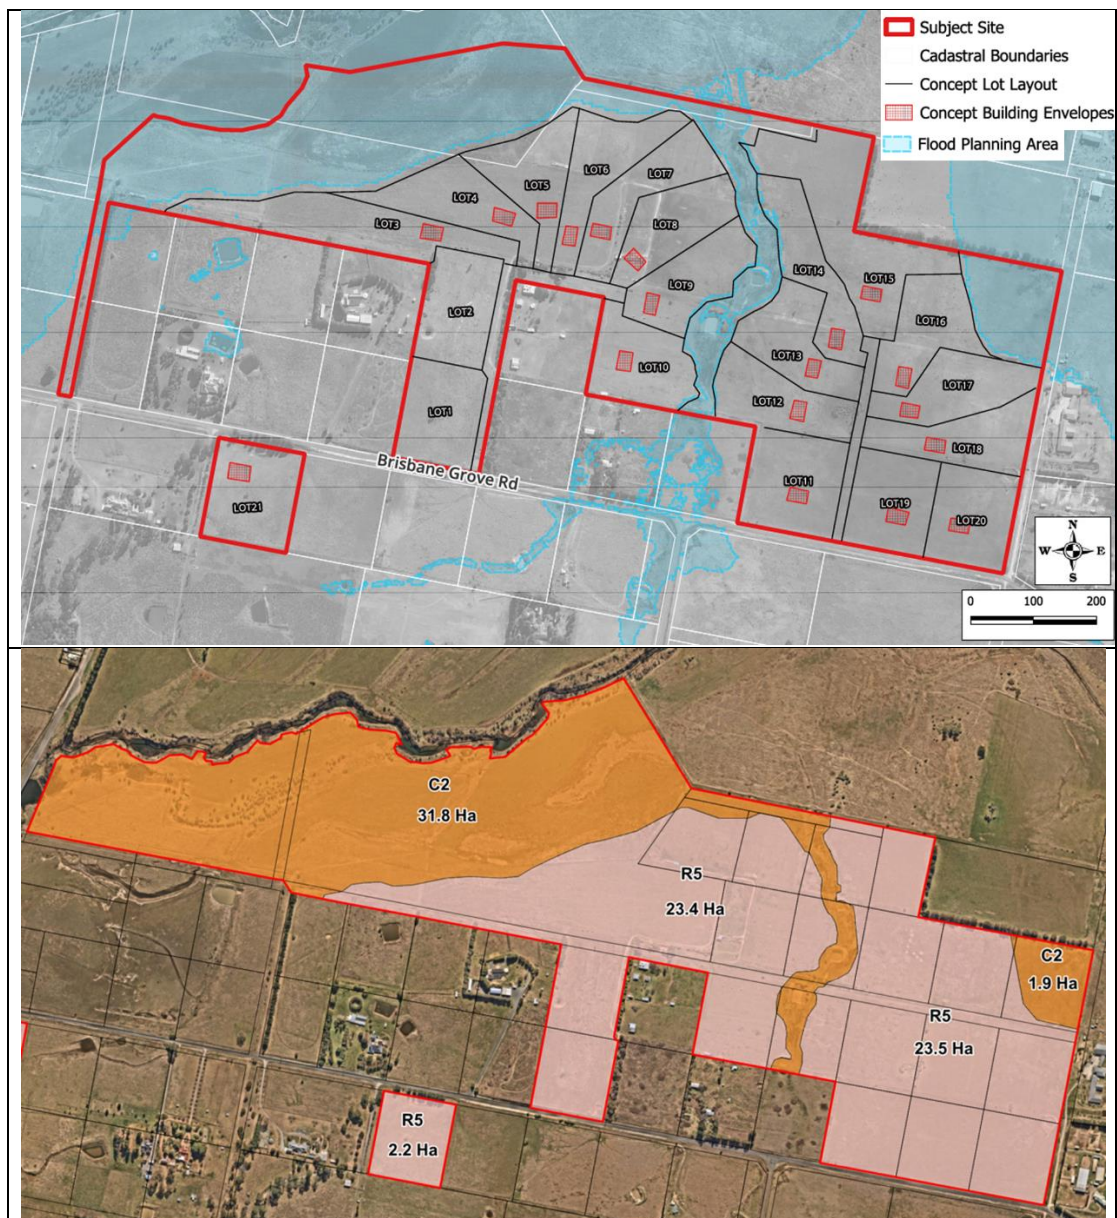 Subject Site
Cadastral Boundaries
Concept Lot Layout
Concept Building Envelopes
Flood Planning Area
LOT6
LOT7
LOT5
LOT4
LOT3
LOT8
LOT14
LOT15
LOT9
LOT2
LOT16
LOT13
LOT10
LOT17
LOT1
LOT12
LOT18
Brisbane Grove Rd
LOT11
LOT21
LOT19
LOT20
N
W E
S
0 100 200
C2
31.8 Ha
R5
23.4 Ha
C2
1.9 Ha
R5
23.5 Ha
R5
2.2 Ha